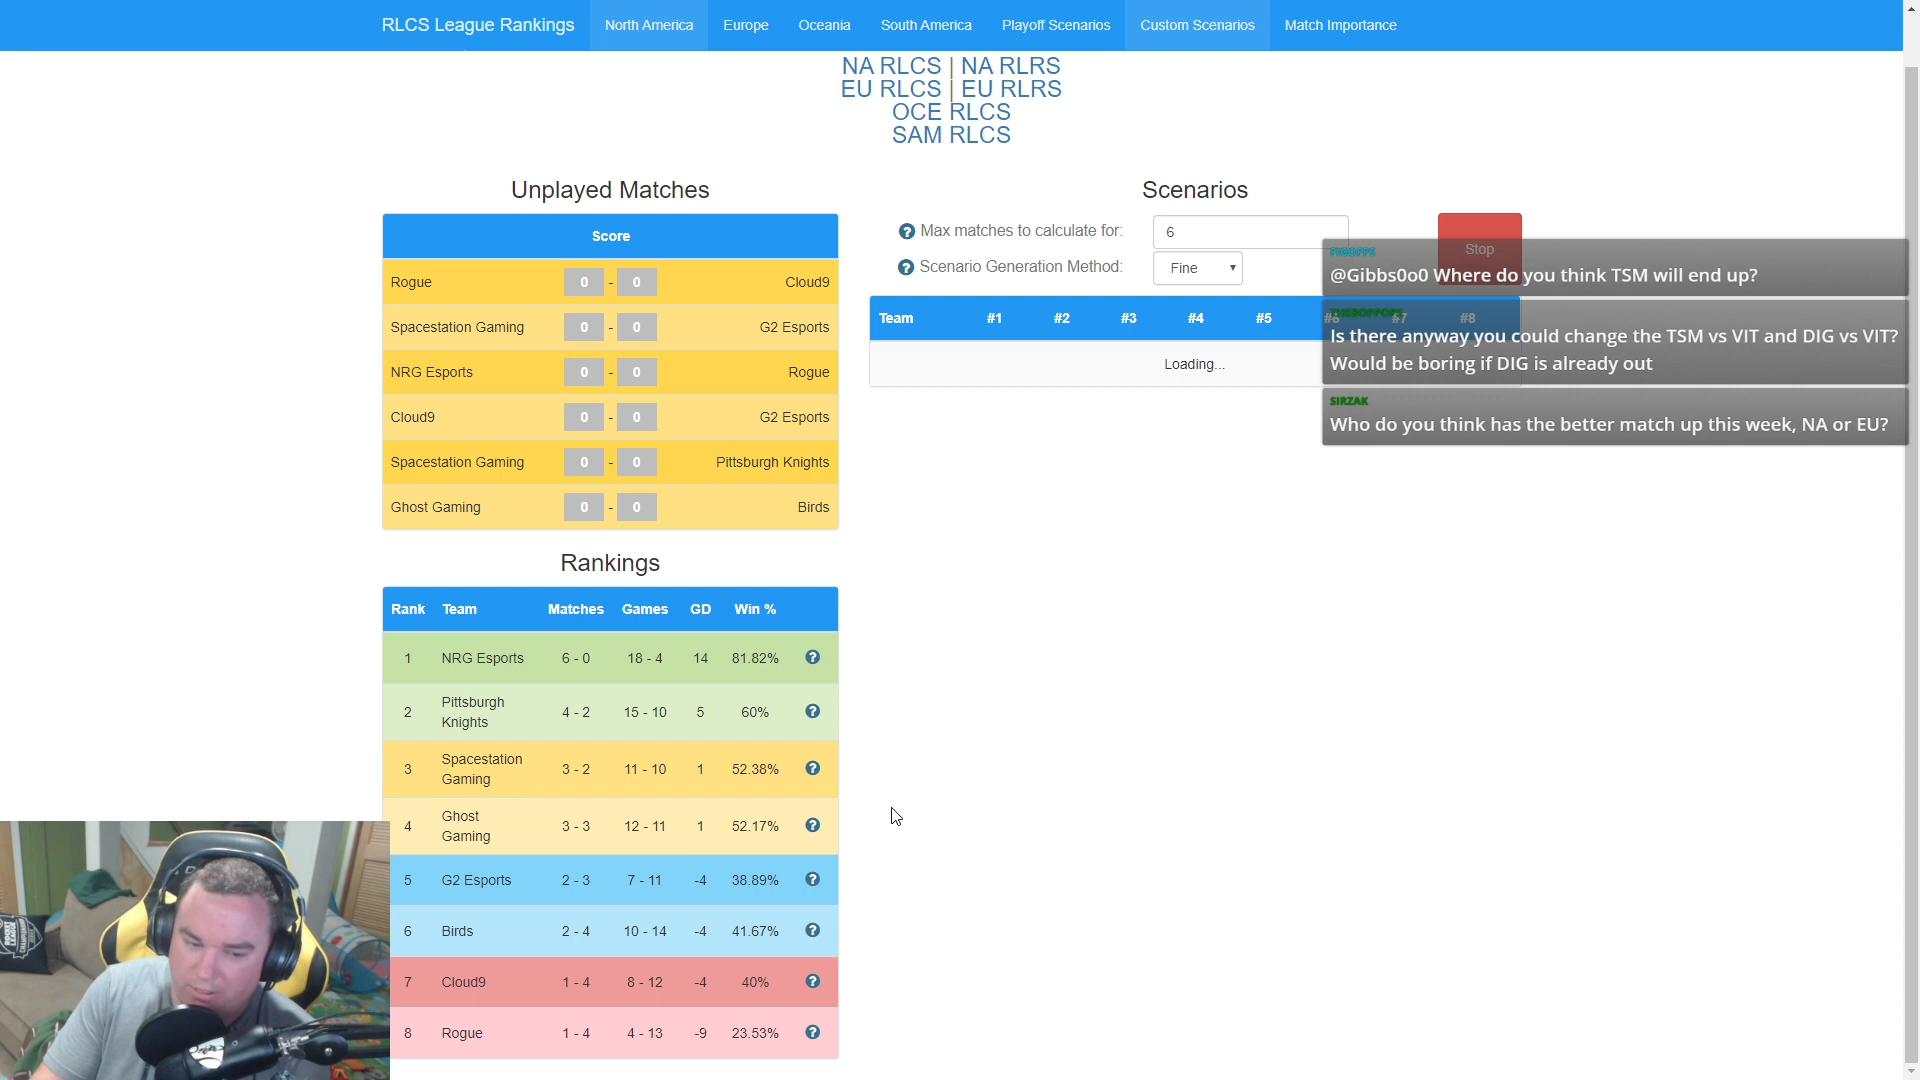 RLCS League Rankings North America Europe Oceania South America Playoff Scenarios Custom Scenarios Match Importance
NA RLCS | NA RLRS
EU RLCS | EU RLRS
OCE RLCS
SAM RLCS
Unplayed Matches
Score
Rogue 0 - 0 Cloud9
Spacestation Gaming 0 - 0 G2 Esports
NRG Esports 0 - 0 Rogue
Cloud9 0 - 0 G2 Esports
Spacestation Gaming 0 - 0 Pittsburgh Knights
Ghost Gaming 0 - 0 Birds
Scenarios
? Max matches to calculate for: 6
? Scenario Generation Method: Fine
Stop
Team #1 #2 #3 #4 #5 #6 #7 #8
Loading...
@Gibbs0o0 Where do you think TSM will end up?
Is there anyway you could change the TSM vs VIT and DIG vs VIT?
Would be boring if DIG is already out
SIRZAK
Who do you think has the better match up this week, NA or EU?
Rankings
Rank Team Matches Games GD Win %
1 NRG Esports 6 - 0 18 - 4 14 81.82% ?
2 Pittsburgh Knights 4 - 2 15 - 10 5 60% ?
3 Spacestation Gaming 3 - 2 11 - 10 1 52.38% ?
4 Ghost Gaming 3 - 3 12 - 11 1 52.17% ?
5 G2 Esports 2 - 3 7 - 11 -4 38.89% ?
6 Birds 2 - 4 10 - 14 -4 41.67% ?
7 Cloud9 1 - 4 8 - 12 -4 40% ?
8 Rogue 1 - 4 4 - 13 -9 23.53% ?